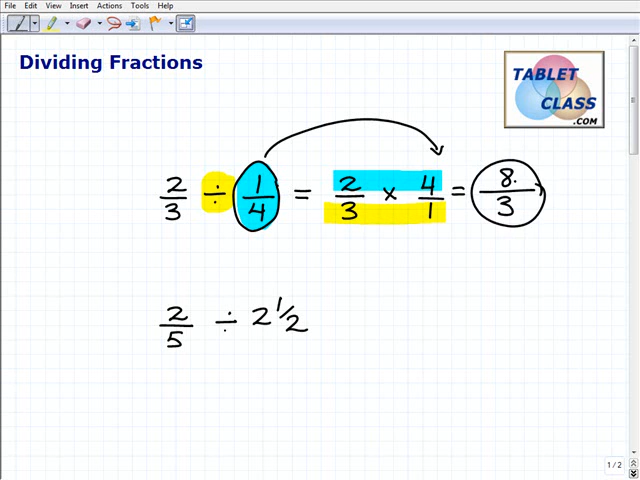 File Edit View Insert Actions Tools Help
Dividing Fractions
TABLET
CLASS
.COM
2/3 ÷ 1/4 = 2/3 × 4/1 = 8/3
2/5 ÷ 2 1/2
1/2